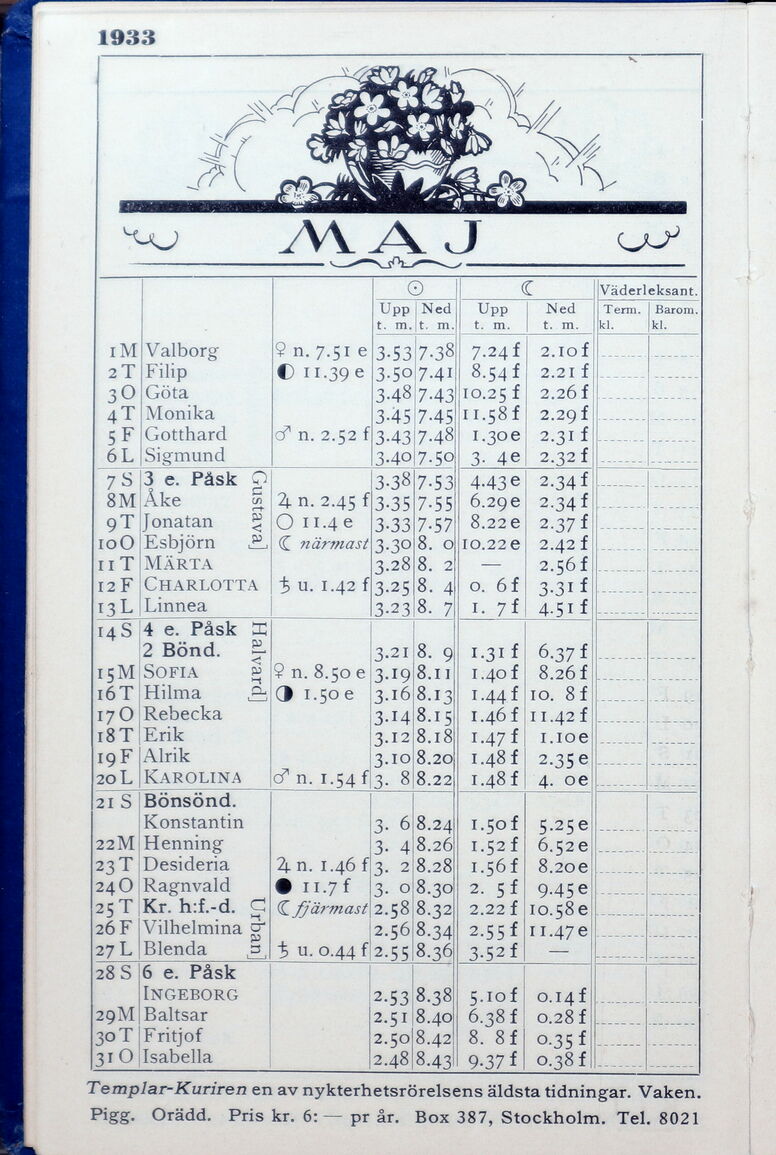 1933
MAJ
☉ ☾ Väderleksant.
Upp Ned Upp Ned Term. Barom.
t. m. t. m. t. m. t. m. kl. kl.
1 M Valborg ♀ n. 7.51 e 3.53 7.38 7.24 f 2.10 f
2 T Filip ◐ 11.39 e 3.50 7.41 8.54 f 2.21 f
3 O Göta 3.48 7.43 10.25 f 2.26 f
4 T Monika 3.45 7.45 11.58 f 2.29 f
5 F Gotthard ♂ n. 2.52 f 3.43 7.48 1.30 e 2.31 f
6 L Sigmund 3.40 7.50 3. 4 e 2.32 f
7 S 3 e. Påsk 3.38 7.53 4.43 e 2.34 f
8 M Åke ♃ n. 2.45 f 3.35 7.55 6.29 e 2.34 f
9 T Jonatan ○ 11.4 e 3.33 7.57 8.22 e 2.37 f
10 O Esbjörn ☾ närmast 3.30 8. 0 10.22 e 2.42 f
Gustava]
11 T MÄRTA 3.28 8. 2 — 2.56 f
12 F CHARLOTTA ♄ u. 1.42 f 3.25 8. 4 0. 6 f 3.31 f
13 L Linnea 3.23 8. 7 1. 7 f 4.51 f
14 S 4 e. Påsk
2 Bönd. 3.21 8. 9 1.31 f 6.37 f
15 M SOFIA ♀ n. 8.50 e 3.19 8.11 1.40 f 8.26 f
16 T Hilma ◑ 1.50 e 3.16 8.13 1.44 f 10. 8 f
Halvard]
17 O Rebecka 3.14 8.15 1.46 f 11.42 f
18 T Erik 3.12 8.18 1.47 f 1.10 e
19 F Alrik 3.10 8.20 1.48 f 2.35 e
20 L KAROLINA ♂ n. 1.54 f 3. 8 8.22 1.48 f 4. 0 e
21 S Bönsönd.
Konstantin 3. 6 8.24 1.50 f 5.25 e
22 M Henning 3. 4 8.26 1.52 f 6.52 e
23 T Desideria ♃ n. 1.46 f 3. 2 8.28 1.56 f 8.20 e
24 O Ragnvald ● 11.7 f 3. 0 8.30 2. 5 f 9.45 e
25 T Kr. h:f.-d. ☾ fjärmast 2.58 8.32 2.22 f 10.58 e
26 F Vilhelmina 2.56 8.34 2.55 f 11.47 e
27 L Blenda ♄ u. 0.44 f 2.55 8.36 3.52 f —
Urban]
28 S 6 e. Påsk
INGEBORG 2.53 8.38 5.10 f 0.14 f
29 M Baltsar 2.51 8.40 6.38 f 0.28 f
30 T Fritjof 2.50 8.42 8. 8 f 0.35 f
31 O Isabella 2.48 8.43 9.37 f 0.38 f
Templar-Kuriren en av nykterhetsrörelsens äldsta tidningar. Vaken.
Pigg. Orädd. Pris kr. 6: — pr år. Box 387, Stockholm. Tel. 8021